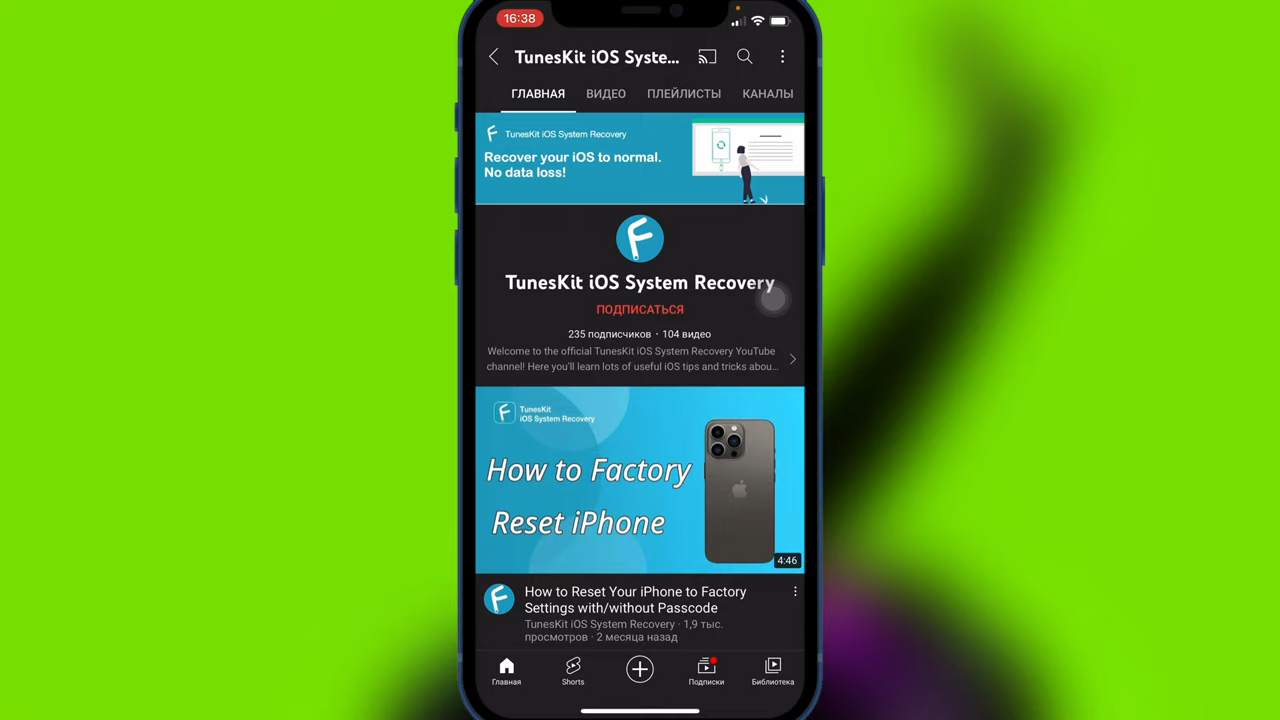 16:38
TunesKit iOS Syste...
ГЛАВНАЯ ВИДЕО ПЛЕЙЛИСТЫ КАНАЛЫ
TunesKit iOS System Recovery
Recover your iOS to normal.
No data loss!
TunesKit iOS System Recovery
ПОДПИСАТЬСЯ
235 подписчиков · 104 видео
Welcome to the official TunesKit iOS System Recovery YouTube
channel! Here you'll learn lots of useful iOS tips and tricks abou...
TunesKit
iOS System Recovery
How to Factory
Reset iPhone
4:46
How to Reset Your iPhone to Factory
Settings with/without Passcode
TunesKit iOS System Recovery · 1,9 тыс.
просмотров · 2 месяца назад
Главная Shorts Подписки Библиотека